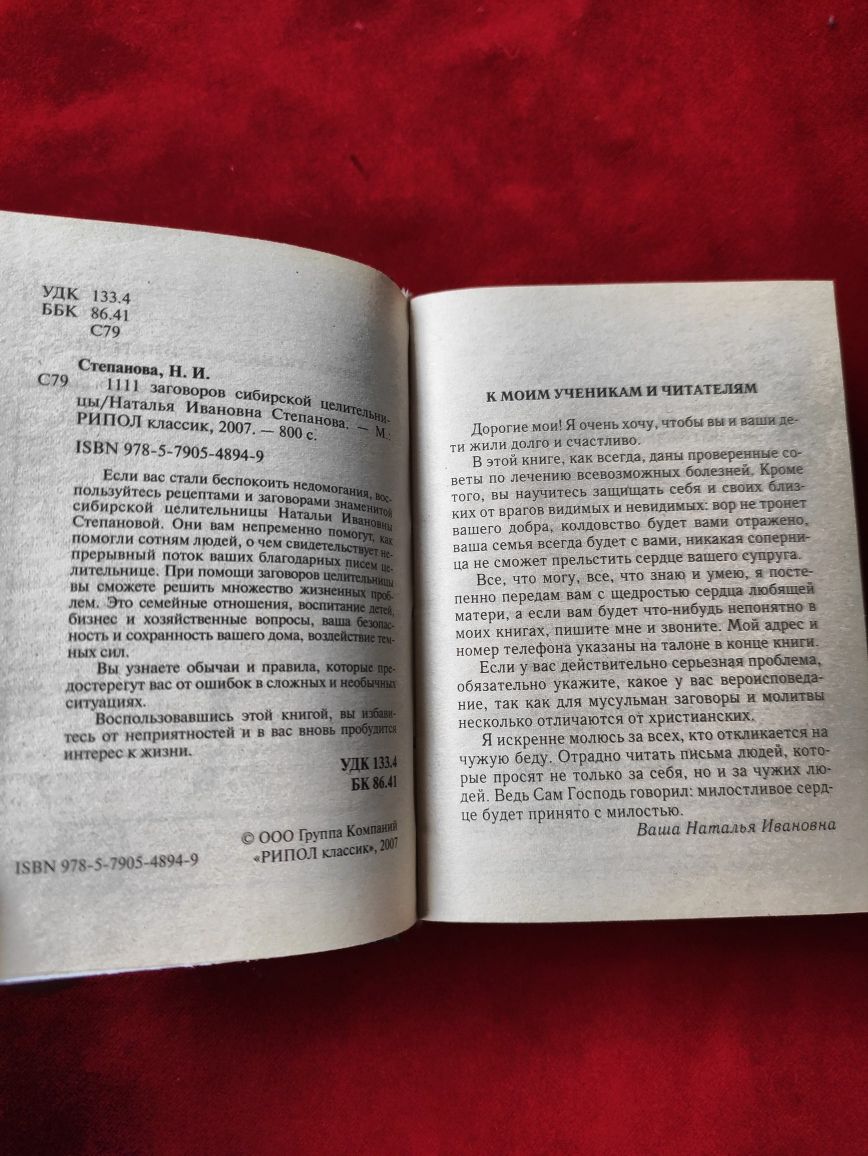 УДК 133.4
ББК 86.41
С79
Степанова, Н. И.
С79 1111 заговоров сибирской целительни-
цы/Наталья Ивановна Степанова. — М.:
РИПОЛ классик, 2007. — 800 с.
ISBN 978-5-7905-4894-9
Если вас стали беспокоить недомогания, вос-
пользуйтесь рецептами и заговорами знаменитой
сибирской целительницы Натальи Ивановны
Степановой. Они вам непременно помогут, как
помогли сотням людей, о чем свидетельствует не-
прерывный поток ваших благодарных писем це-
лительнице. При помощи заговоров целительницы
вы сможете решить множество жизненных проб-
лем. Это семейные отношения, воспитание детей,
бизнес и хозяйственные вопросы, ваша безопас-
ность и сохранность вашего дома, воздействие тем-
ных сил.
Вы узнаете обычаи и правила, которые пре-
достерегут вас от ошибок в сложных и необычных
ситуациях.
Воспользовавшись этой книгой, вы избави-
тесь от неприятностей и в вас вновь пробудится
интерес к жизни.
УДК 133.4
БК 86.41
© ООО Группа Компаний
«РИПОЛ классик», 2007
ISBN 978-5-7905-4894-9
К МОИМ УЧЕНИКАМ И ЧИТАТЕЛЯМ
Дорогие мои! Я очень хочу, чтобы вы и ваши де-
ти жили долго и счастливо.
В этой книге, как всегда, даны проверенные со-
веты по лечению всевозможных болезней. Кроме
того, вы научитесь защищать себя и своих близ-
ких от врагов видимых и невидимых: вор не тронет
вашего добра, колдовство будет вами отражено,
ваша семья всегда будет с вами, никакая соперни-
ца не сможет прельстить сердце вашего супруга.
Все, что могу, все, что знаю и умею, я посте-
пенно передам вам с щедростью сердца любящей
матери, а если вам будет что-нибудь непонятно в
моих книгах, пишите мне и звоните. Мой адрес и
номер телефона указаны на талоне в конце книги.
Если у вас действительно серьезная проблема,
обязательно укажите, какое у вас вероисповеда-
ние, так как для мусульман заговоры и молитвы
несколько отличаются от христианских.
Я искренне молюсь за всех, кто откликается на
чужую беду. Отрадно читать письма людей, кото-
рые просят не только за себя, но и за чужих лю-
дей. Ведь Сам Господь говорил: милостливое серд-
це будет принято с милостью.
Ваша Наталья Ивановна